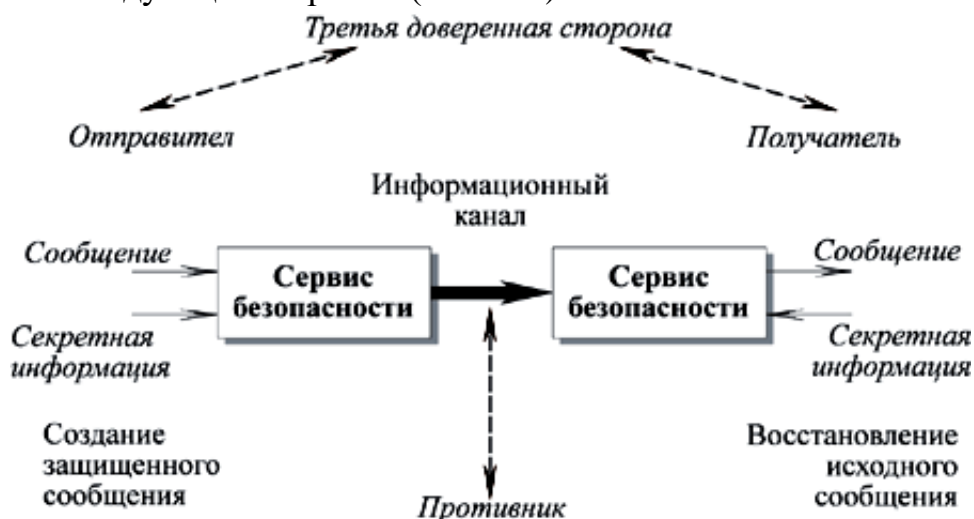 Третья доверенная сторона
Отправител
Получатель
Информационный
канал
Сообщение
Сервис
безопасности
Сервис
безопасности
Сообщение
Секретная
информация
Секретная
информация
Создание
защищенного
сообщения
Восстановление
исходного
сообщения
Противник